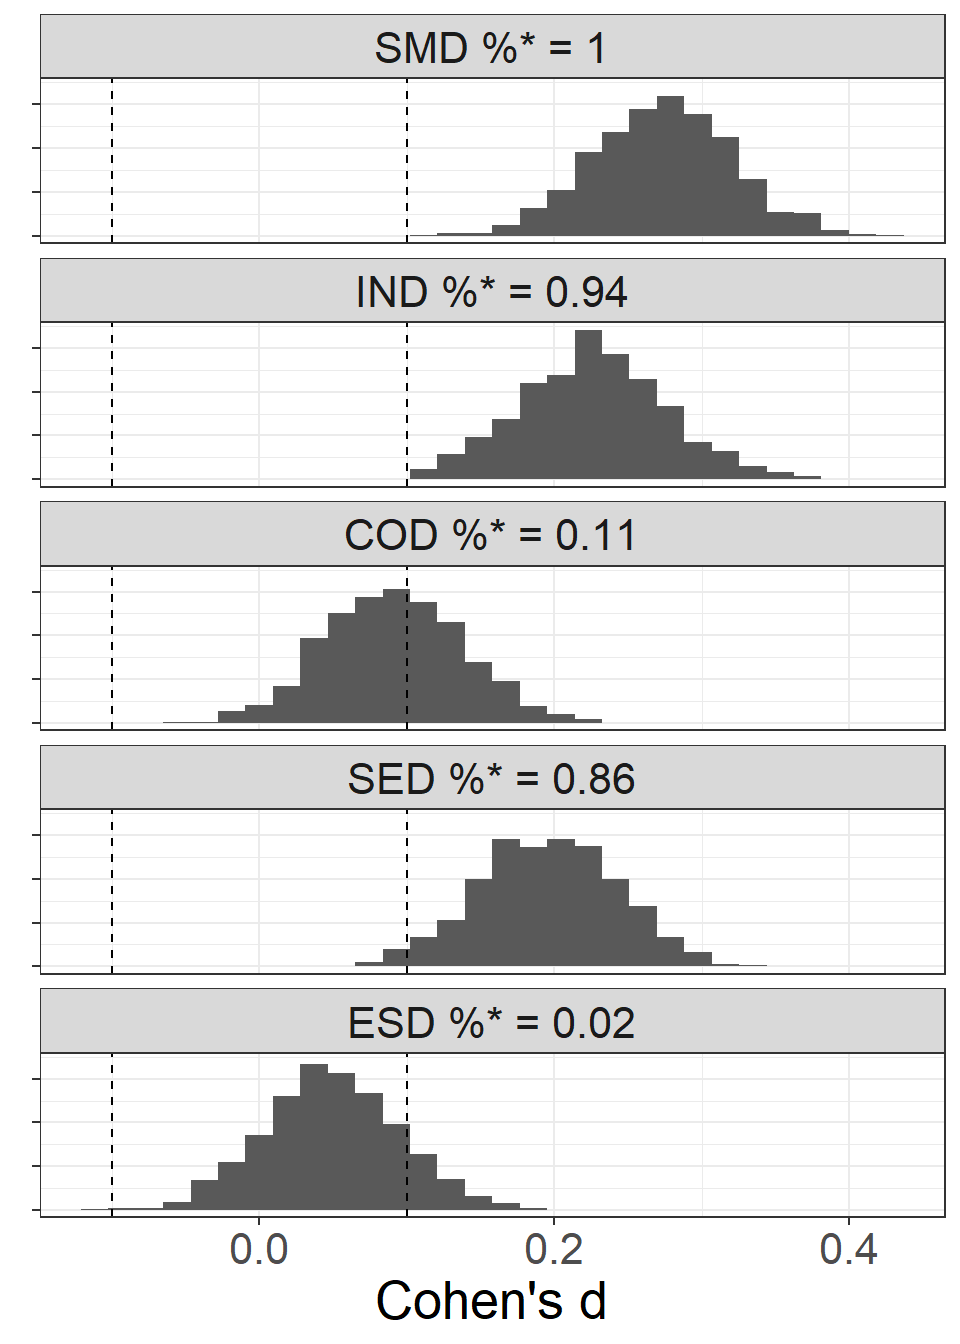 SMD %* = 1
IND %* = 0.94
COD %* = 0.11
SED %* = 0.86
ESD %* = 0.02
0.0 0.2 0.4
Cohen's d